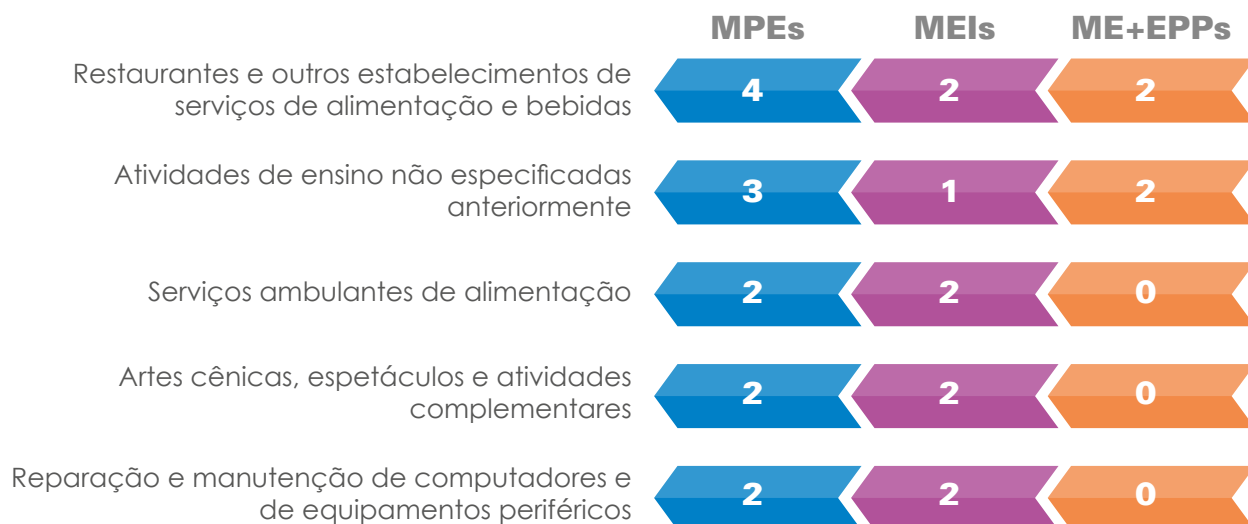 MPEs MEIs ME+EPPs
Restaurantes e outros estabelecimentos de
serviços de alimentação e bebidas
4 2 2
Atividades de ensino não especificadas
anteriormente
3 1 2
Serviços ambulantes de alimentação
2 2 0
Artes cênicas, espetáculos e atividades
complementares
2 2 0
Reparação e manutenção de computadores e
de equipamentos periféricos
2 2 0